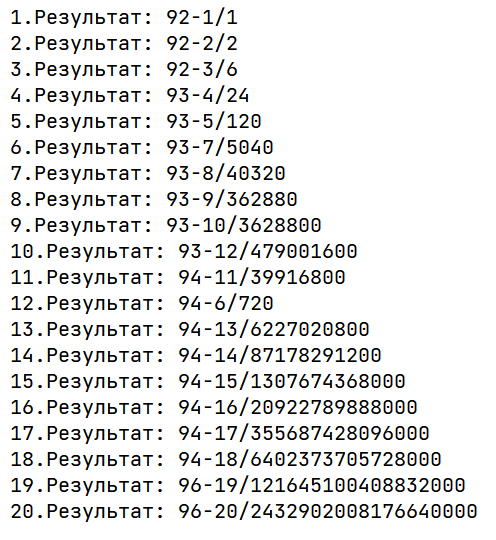 1.Результат: 92-1/1
2.Результат: 92-2/2
3.Результат: 92-3/6
4.Результат: 93-4/24
5.Результат: 93-5/120
6.Результат: 93-7/5040
7.Результат: 93-8/40320
8.Результат: 93-9/362880
9.Результат: 93-10/3628800
10.Результат: 93-12/479001600
11.Результат: 94-11/39916800
12.Результат: 94-6/720
13.Результат: 94-13/6227020800
14.Результат: 94-14/87178291200
15.Результат: 94-15/1307674368000
16.Результат: 94-16/20922789888000
17.Результат: 94-17/355687428096000
18.Результат: 94-18/6402373705728000
19.Результат: 96-19/121645100408832000
20.Результат: 96-20/2432902008176640000